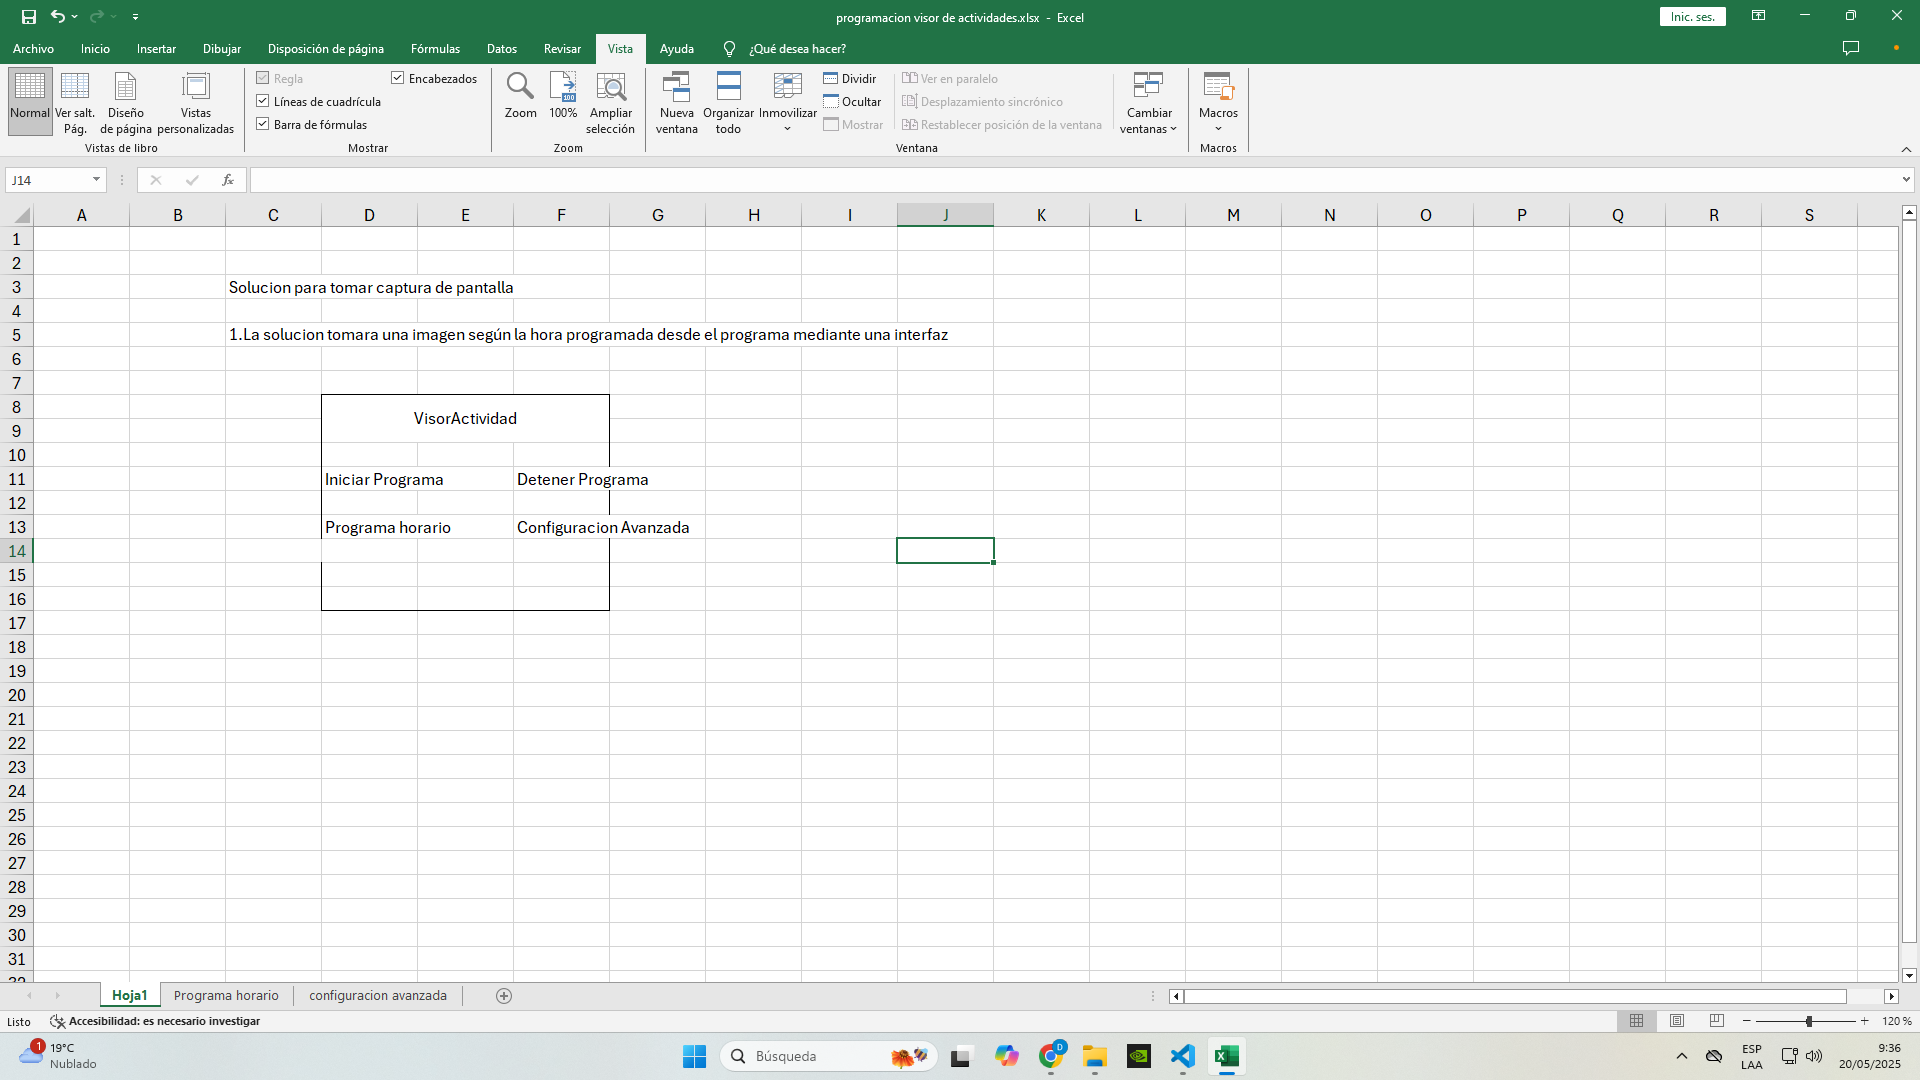 programacion visor de actividades.xlsx - Excel
Inic. ses.
Archivo Inicio Insertar Dibujar Disposición de página Fórmulas Datos Revisar Vista Ayuda ¿Qué desea hacer?
Normal
Ver salt. Pág.
Diseño de página
Vistas personalizadas
Vistas de libro
Regla
Encabezados
Líneas de cuadrícula
Barra de fórmulas
Mostrar
Zoom
100%
Ampliar selección
Zoom
Nueva ventana
Organizar todo
Inmovilizar
Dividir
Ocultar
Mostrar
Ver en paralelo
Desplazamiento sincrónico
Restablecer posición de la ventana
Cambiar ventanas
Ventana
Macros
Macros
J14
fx
A B C D E F G H I J K L M N O P Q R S
1
2
3 Solucion para tomar captura de pantalla
4
5 1.La solucion tomara una imagen según la hora programada desde el programa mediante una interfaz
6
7
8
VisorActividad
9
10
11 Iniciar Programa Detener Programa
12
13 Programa horario Configuracion Avanzada
14
15
16
17
18
19
20
21
22
23
24
25
26
27
28
29
30
31
32
Hoja1 Programa horario configuracion avanzada
Listo Accesibilidad: es necesario investigar
120 %
1
19°C
Nublado
Búsqueda
D
ESP
LAA
9:36
20/05/2025